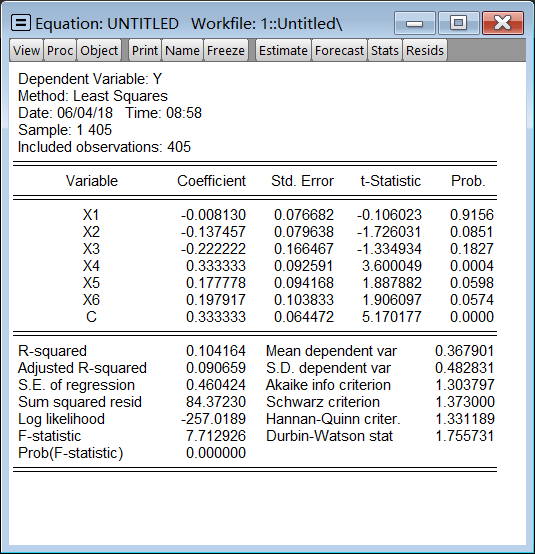 Equation: UNTITLED Workfile: 1::Untitled\
View Proc Object Print Name Freeze Estimate Forecast Stats Resids
Dependent Variable: Y
Method: Least Squares
Date: 06/04/18 Time: 08:58
Sample: 1 405
Included observations: 405
Variable Coefficient Std. Error t-Statistic Prob.
X1 -0.008130 0.076682 -0.106023 0.9156
X2 -0.137457 0.079638 -1.726031 0.0851
X3 -0.222222 0.166467 -1.334934 0.1827
X4 0.333333 0.092591 3.600049 0.0004
X5 0.177778 0.094168 1.887882 0.0598
X6 0.197917 0.103833 1.906097 0.0574
C 0.333333 0.064472 5.170177 0.0000
R-squared 0.104164 Mean dependent var 0.367901
Adjusted R-squared 0.090659 S.D. dependent var 0.482831
S.E. of regression 0.460424 Akaike info criterion 1.303797
Sum squared resid 84.37230 Schwarz criterion 1.373000
Log likelihood -257.0189 Hannan-Quinn criter. 1.331189
F-statistic 7.712926 Durbin-Watson stat 1.755731
Prob(F-statistic) 0.000000